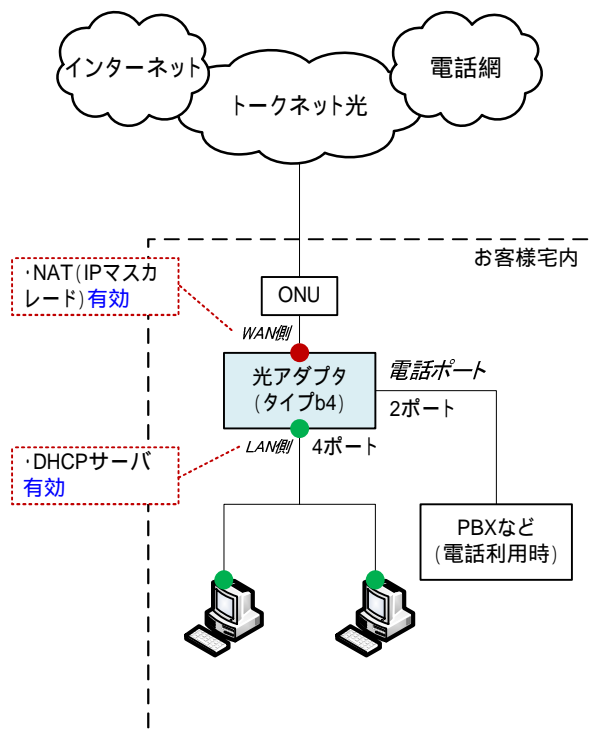 インターネット
電話網
トークネット光
お客様宅内
・NAT(IPマスカ
レード)有効
ONU
WAN側
光アダプタ
(タイプb4)
電話ポート
2ポート
LAN側
4ポート
・DHCPサーバ
有効
PBXなど
(電話利用時)